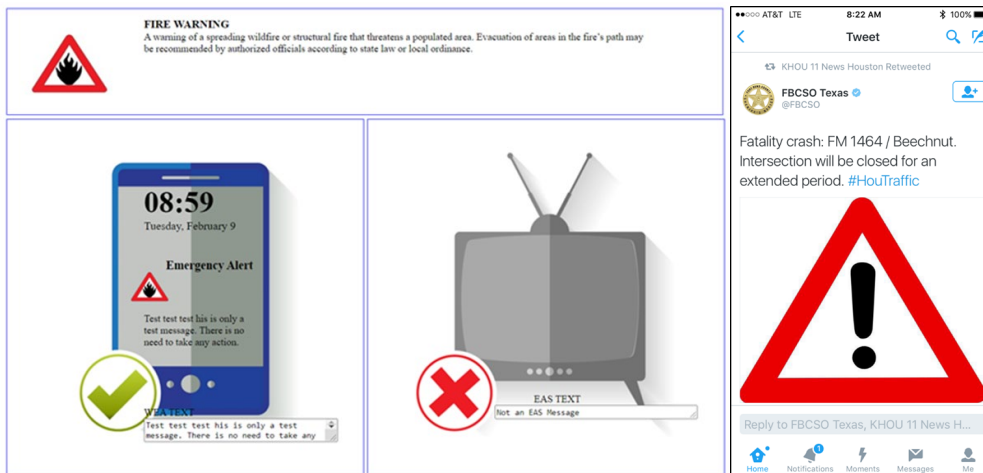 FIRE WARNING
A warning of a spreading wildfire or structural fire that threatens a populated area. Evacuation of areas in the fire's path may
be recommended by authorized officials according to state law or local ordinance.
08:59
Tuesday, February 9
Emergency Alert
Test test test his is only a
test message. There is no
need to take any action.
WEA TEXT
Test test test his is only a test
message. There is no need to take any
EAS TEXT
Not an EAS Message
AT&T LTE 8:22 AM 100%
Tweet
KHOU 11 News Houston Retweeted
FBCSO Texas
@FBCSO
Fatality crash: FM 1464 / Beechnut.
Intersection will be closed for an
extended period. #HouTraffic
Reply to FBCSO Texas, KHOU 11 News H...
1
Home Notifications Moments Messages Me